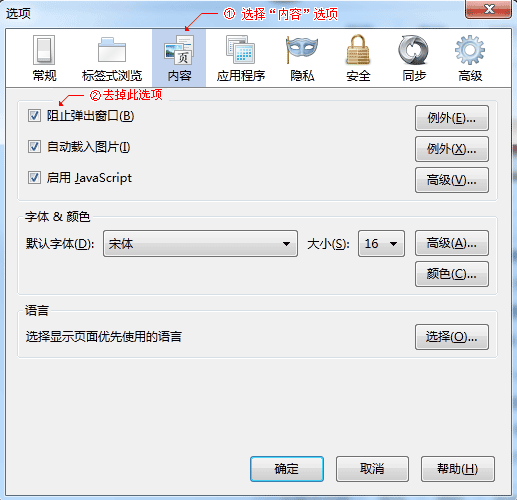 选项
① 选择“内容”选项
常规 标签式浏览 内容 应用程序 隐私 安全 同步 高级
②去掉此选项
阻止弹出窗口(B) 例外(E)...
自动载入图片(I) 例外(X)...
启用 JavaScript 高级(V)...
字体 & 颜色
默认字体(D): 宋体 大小(S): 16 高级(A)...
颜色(C)...
语言
选择显示页面优先使用的语言 选择(O)...
确定 取消 帮助(H)